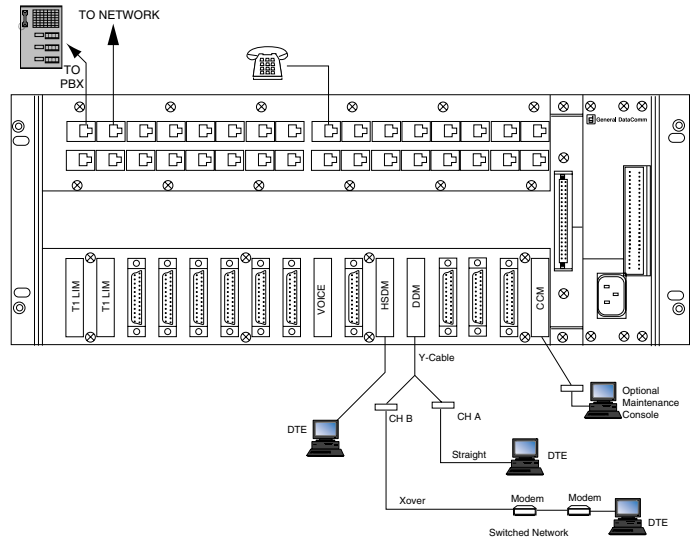 TO NETWORK
TO
PBX
General DataComm
T1 LIM
T1 LIM
VOICE
HSDM
DDM
CCM
Y-Cable
Optional
Maintenance
Console
CH B
CH A
DTE
Straight
DTE
Xover
Modem
Modem
DTE
Switched Network